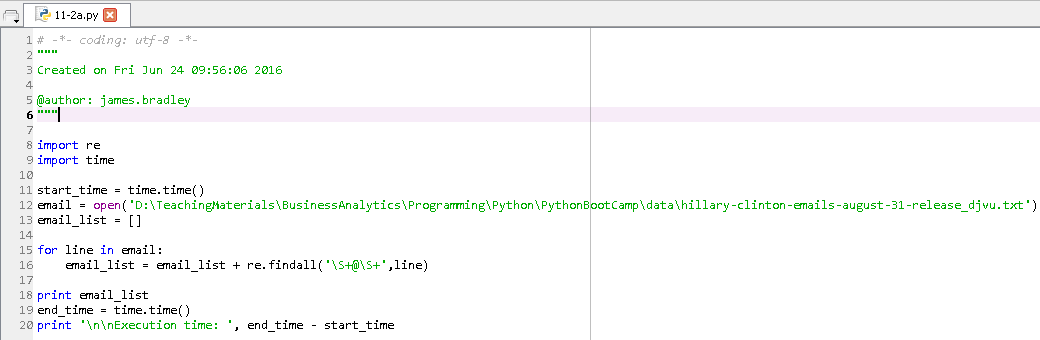 11-2a.py
1 # -*- coding: utf-8 -*-
2 """
3 Created on Fri Jun 24 09:56:06 2016
4
5 @author: james.bradley
6 """
7
8 import re
9 import time
10
11 start_time = time.time()
12 email = open('D:\TeachingMaterials\BusinessAnalytics\Programming\Python\PythonBootCamp\data\hillary-clinton-emails-august-31-release_djvu.txt')
13 email_list = []
14
15 for line in email:
16     email_list = email_list + re.findall('\S+@\S+',line)
17
18 print email_list
19 end_time = time.time()
20 print '\n\nExecution time: ', end_time - start_time